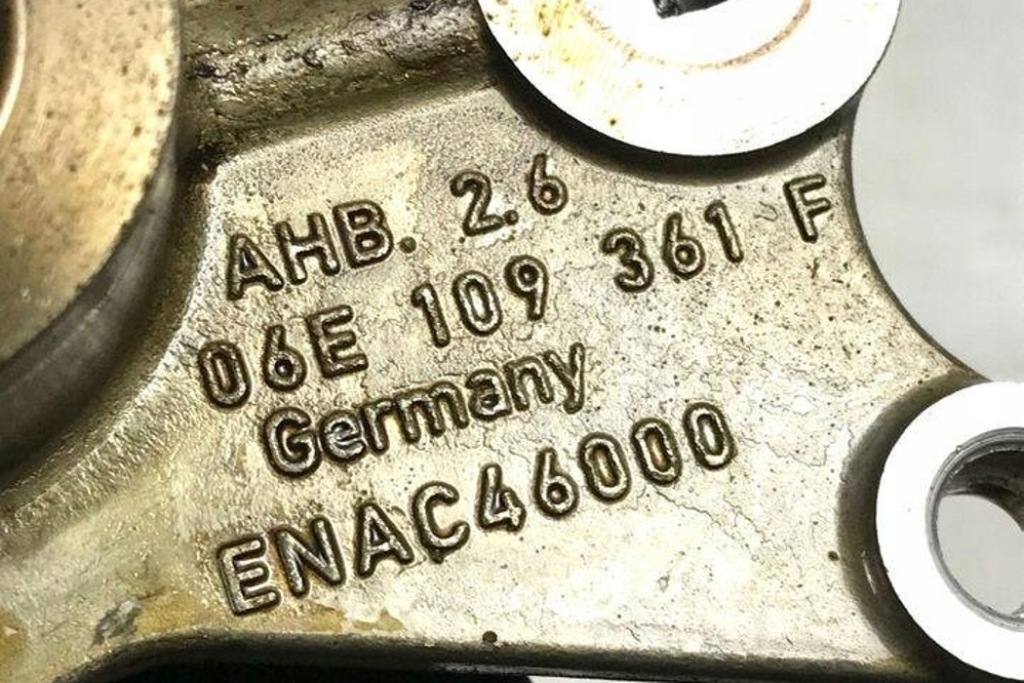 AHB. 2.6
06E 109 361 F
Germany
ENAC46000